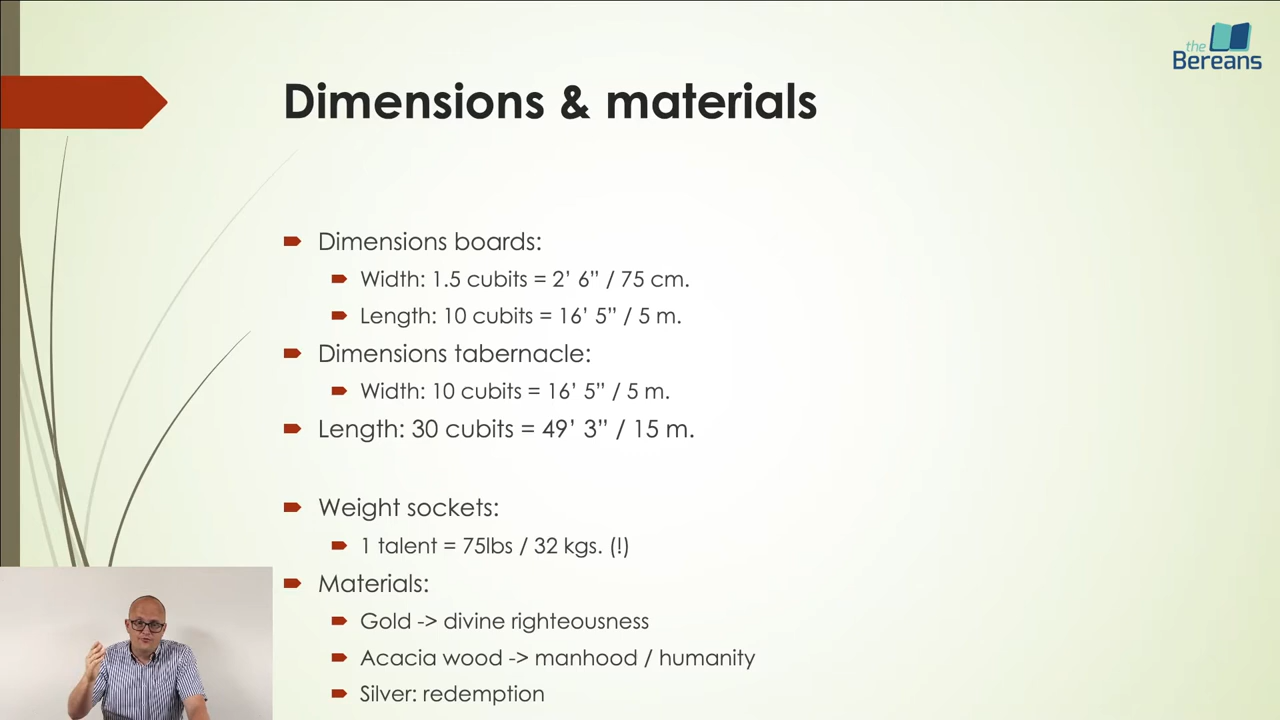 the
Bereans
Dimensions & materials
Dimensions boards:
Width: 1.5 cubits = 2’ 6” / 75 cm.
Length: 10 cubits = 16’ 5” / 5 m.
Dimensions tabernacle:
Width: 10 cubits = 16’ 5” / 5 m.
Length: 30 cubits = 49’ 3” / 15 m.
Weight sockets:
1 talent = 75lbs / 32 kgs. (!)
Materials:
Gold -> divine righteousness
Acacia wood -> manhood / humanity
Silver: redemption